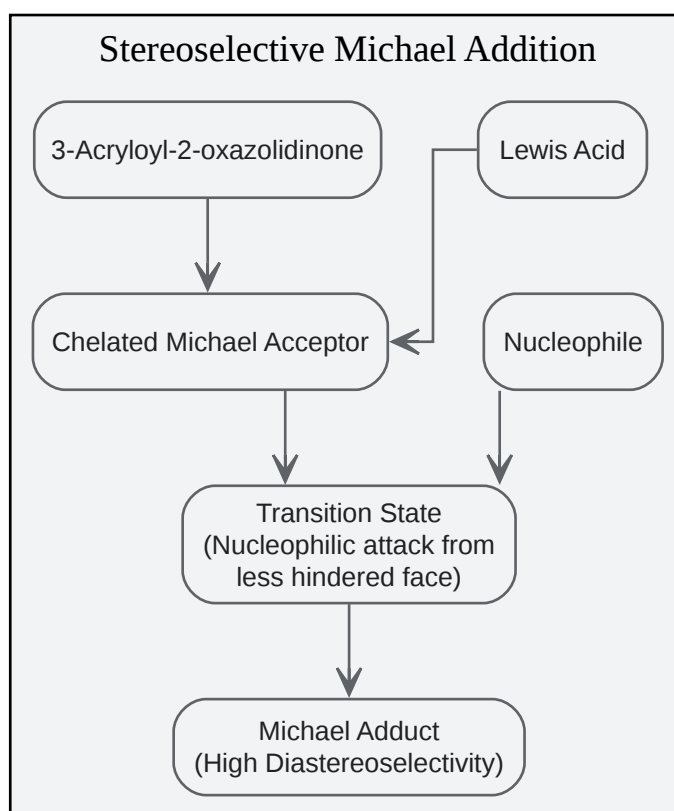 Stereoselective Michael Addition
3-Acryloyl-2-oxazolidinone
Lewis Acid
Chelated Michael Acceptor
Nucleophile
Transition State
(Nucleophilic attack from
less hindered face)
Michael Adduct
(High Diastereoselectivity)